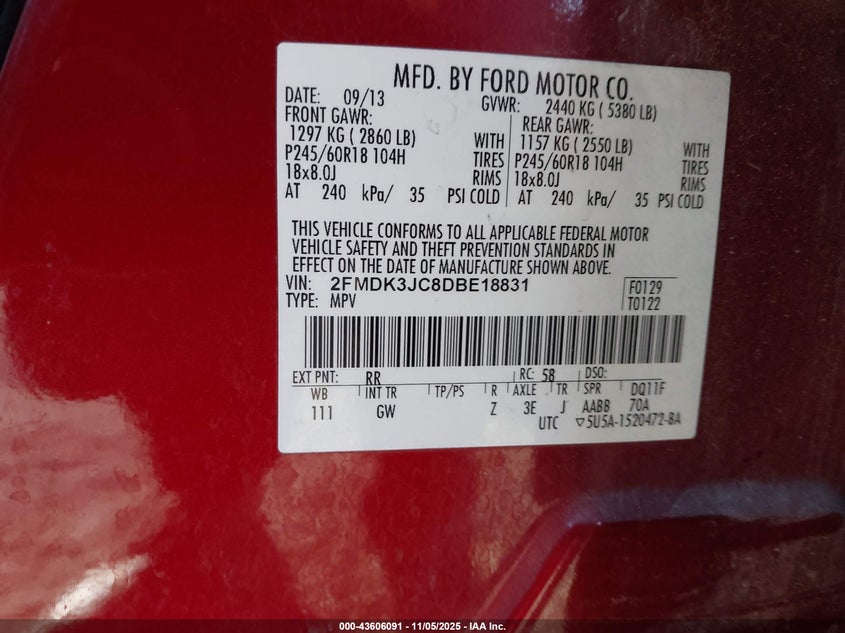 MFD. BY FORD MOTOR CO.
DATE: 09/13 GVWR: 2440 KG ( 5380 LB)
FRONT GAWR: REAR GAWR:
1297 KG ( 2860 LB) WITH 1157 KG ( 2550 LB) WITH
P245/60R18 104H TIRES P245/60R18 104H TIRES
18x8.0J RIMS 18x8.0J RIMS
AT 240 kPa/ 35 PSI COLD AT 240 kPa/ 35 PSI COLD
THIS VEHICLE CONFORMS TO ALL APPLICABLE FEDERAL MOTOR
VEHICLE SAFETY AND THEFT PREVENTION STANDARDS IN
EFFECT ON THE DATE OF MANUFACTURE SHOWN ABOVE.
VIN: 2FMDK3JC8DBE18831 F0129
TYPE: MPV T0122
EXT PNT: RR RC: 58 DSO:
WB INT TR TP/PS R AXLE TR SPR DQ11F
111 GW Z 3E J AABB 70A
UTC ▽5U5A-1520472-BA
000-43606091 - 11/05/2025 - IAA Inc.